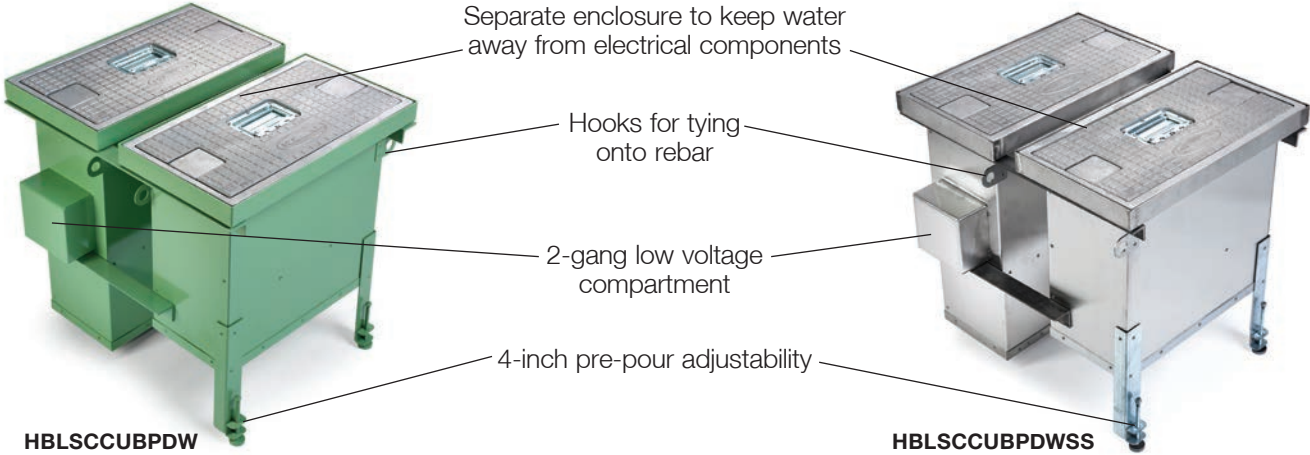 Separate enclosure to keep water
away from electrical components
Hooks for tying
onto rebar
2-gang low voltage
compartment
4-inch pre-pour adjustability
HBLSCCUBPDW
HBLSCCUBPDWSS